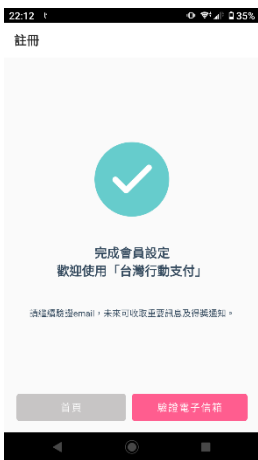 22:12
35%
註冊
完成會員設定
歡迎使用「台灣行動支付」
請繼續驗證email，未來可收取重要訊息及得獎通知。
首頁
驗證電子信箱